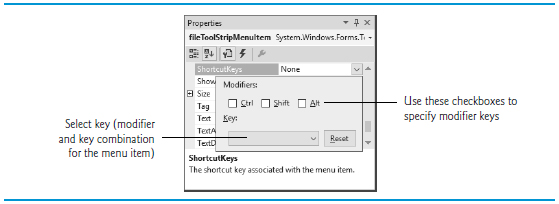 Properties
fileToolStripMenuItem System.Windows.Forms.T
ShortcutKeys None
Show
Size
Tag
Text
TextA
TextD
Modifiers:
Ctrl Shift Alt
Key:
Reset
ShortcutKeys
The shortcut key associated with the menu item.
Select key (modifier
and key combination
for the menu item)
Use these checkboxes to
specify modifier keys